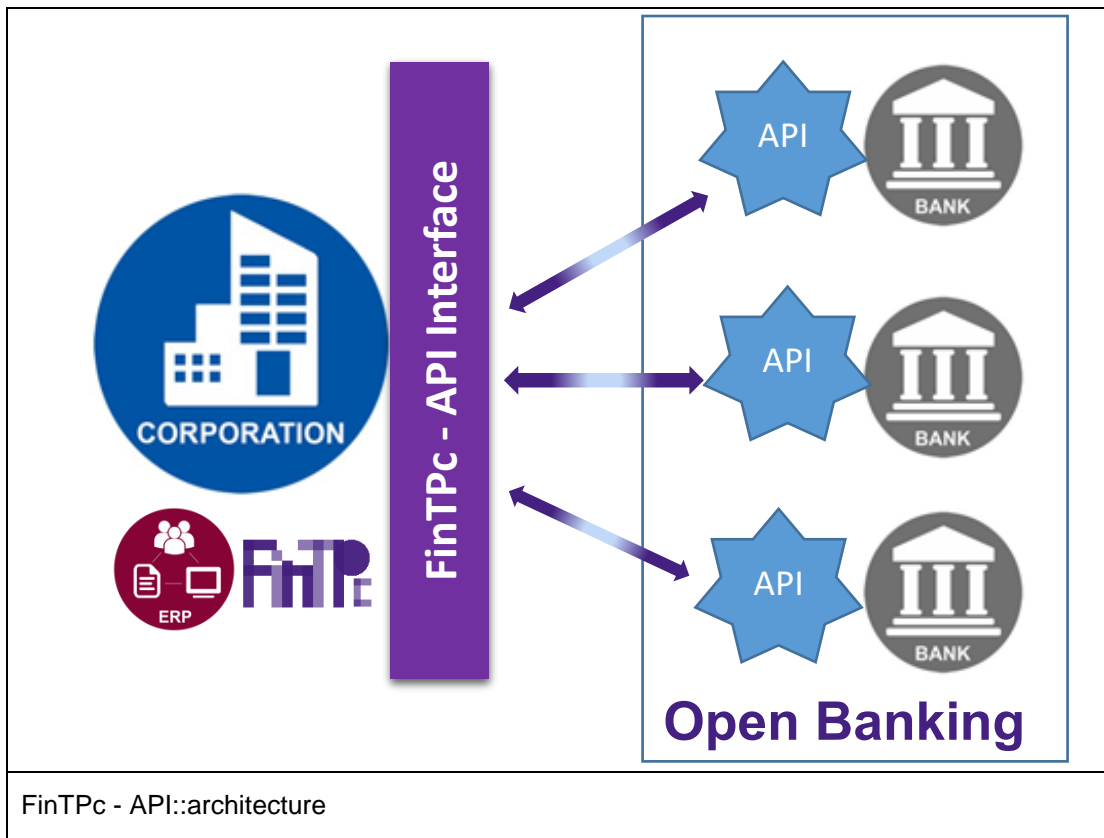 CORPORATION
ERP
FinTPc
FinTPc - API Interface
API
BANK
API
BANK
API
BANK
Open Banking
FinTPc - API::architecture